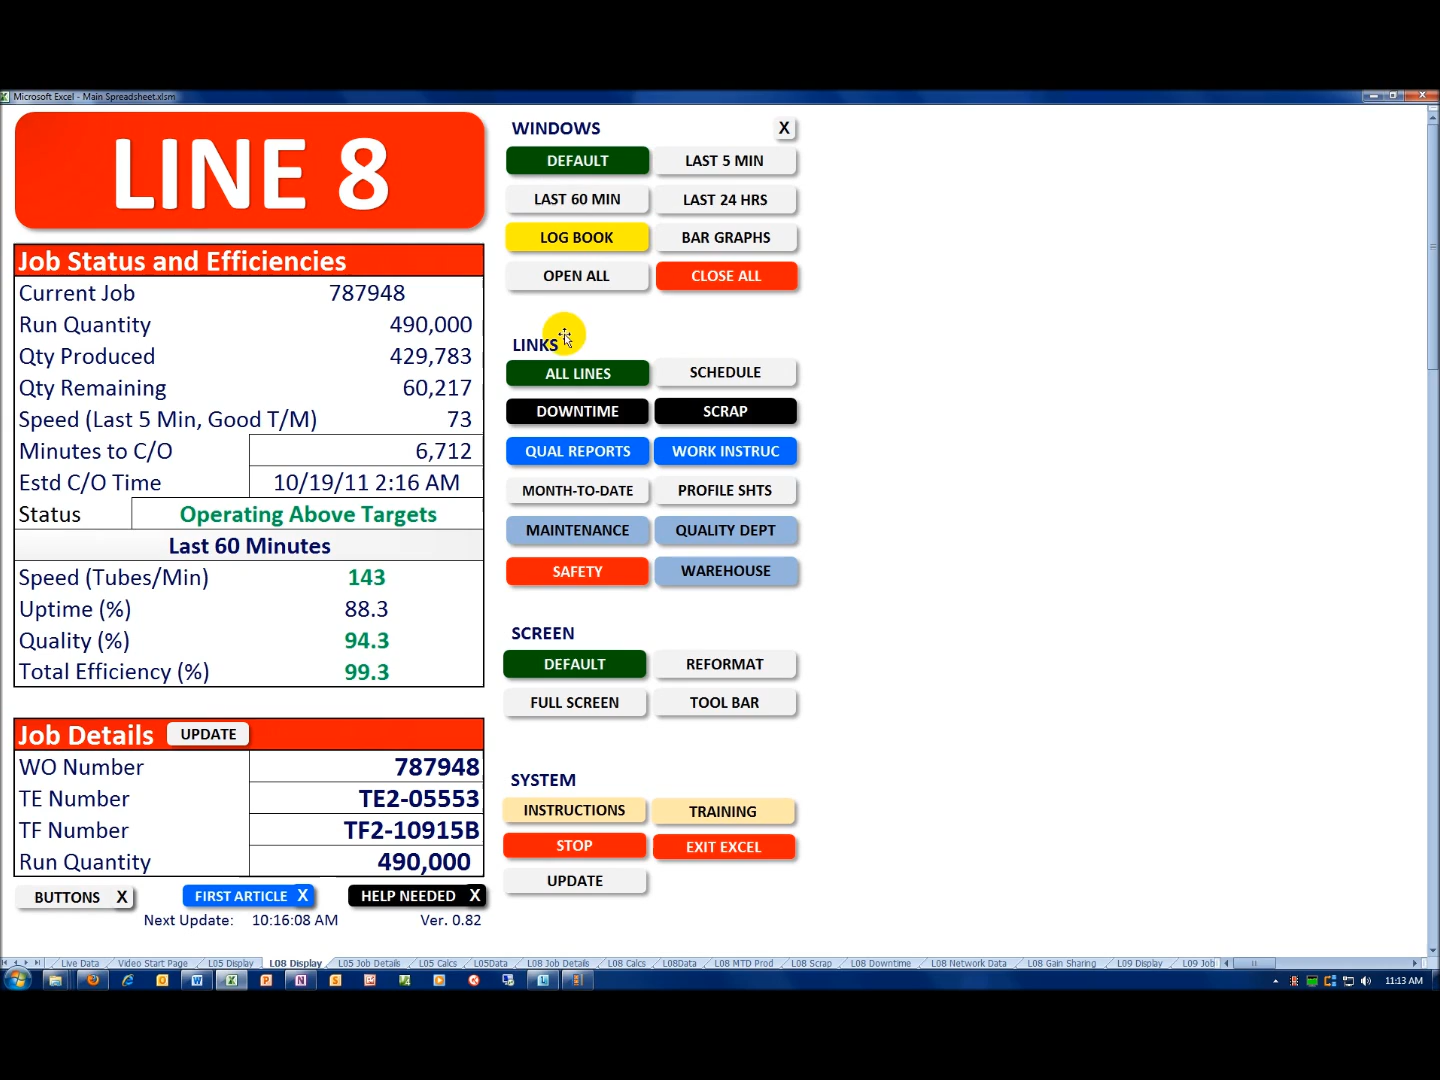 Microsoft Excel - Main Spreadsheet.xlsm
LINE 8
Job Status and Efficiencies
Current Job 787948
Run Quantity 490,000
Qty Produced 429,783
Qty Remaining 60,217
Speed (Last 5 Min, Good T/M) 73
Minutes to C/O 6,712
Estd C/O Time 10/19/11 2:16 AM
Status Operating Above Targets
Last 60 Minutes
Speed (Tubes/Min) 143
Uptime (%) 88.3
Quality (%) 94.3
Total Efficiency (%) 99.3
Job Details UPDATE
WO Number 787948
TE Number TE2-05553
TF Number TF2-10915B
Run Quantity 490,000
BUTTONS X FIRST ARTICLE X HELP NEEDED X
Next Update: 10:16:08 AM Ver. 0.82
WINDOWS X
DEFAULT LAST 5 MIN
LAST 60 MIN LAST 24 HRS
LOG BOOK BAR GRAPHS
OPEN ALL CLOSE ALL
LINKS
ALL LINES SCHEDULE
DOWNTIME SCRAP
QUAL REPORTS WORK INSTRUC
MONTH-TO-DATE PROFILE SHTS
MAINTENANCE QUALITY DEPT
SAFETY WAREHOUSE
SCREEN
DEFAULT REFORMAT
FULL SCREEN TOOL BAR
SYSTEM
INSTRUCTIONS TRAINING
STOP EXIT EXCEL
UPDATE
Live Data Video Start Page L05 Display L08 Display L05 Job Details L05 Calcs L05Data L08 Job Details L08 Calcs L08Data L08 MTD Prod L08 Scrap L08 Downtime L08 Network Data L08 Gain Sharing L09 Display L09 Job
11:13 AM